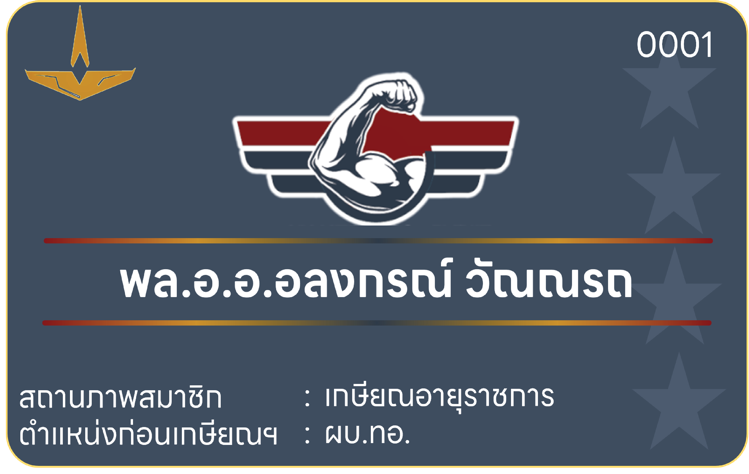 0001
พล.อ.อ.อลงกรณ์ วัณณรถ
สถานภาพสมาชิก : เกษียณอายุราชการ
ตำแหน่งก่อนเกษียณฯ : ผบ.ทอ.